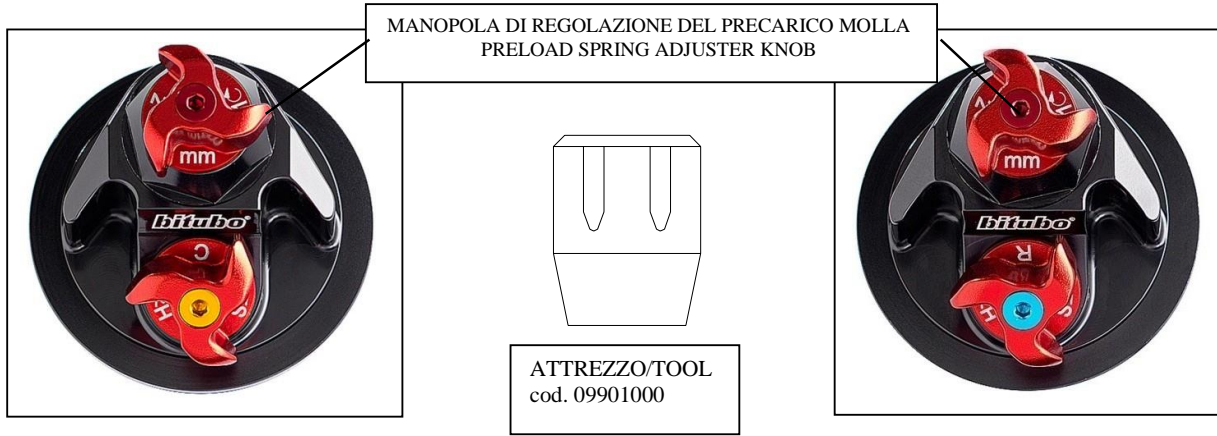 MANOPOLA DI REGOLAZIONE DEL PRECARICO MOLLA
PRELOAD SPRING ADJUSTER KNOB
mm
bitubo
C
H
S
mm
bitubo
R
H
S
ATTREZZO/TOOL
cod. 09901000